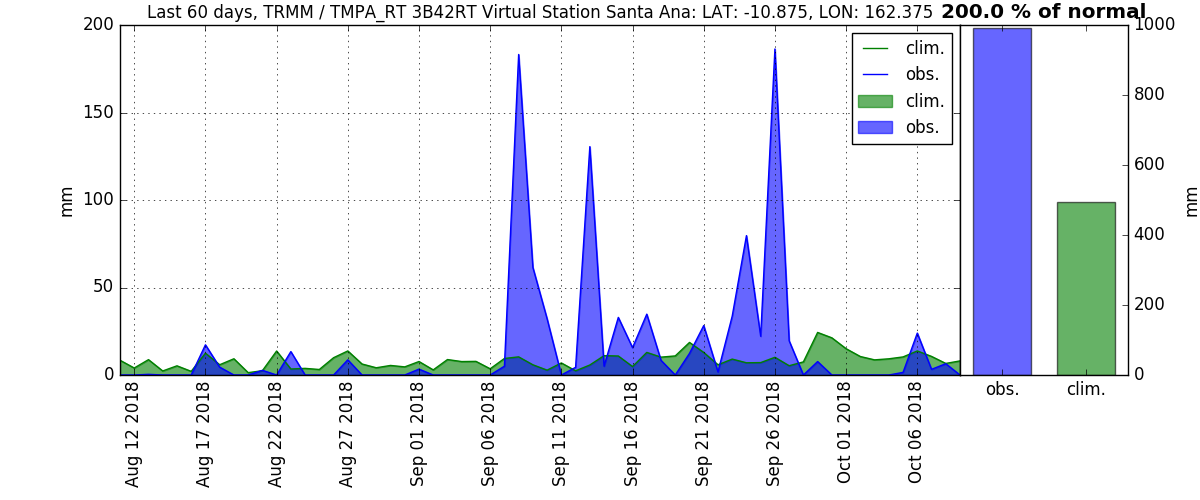 Last 60 days, TRMM / TMPA_RT 3B42RT Virtual Station Santa Ana: LAT: -10.875, LON: 162.375 200.0 % of normal
200
150
100
50
0
mm
clim.
obs.
clim.
obs.
1000
800
600
400
200
0
mm
Aug 12 2018
Aug 17 2018
Aug 22 2018
Aug 27 2018
Sep 01 2018
Sep 06 2018
Sep 11 2018
Sep 16 2018
Sep 21 2018
Sep 26 2018
Oct 01 2018
Oct 06 2018
obs.
clim.